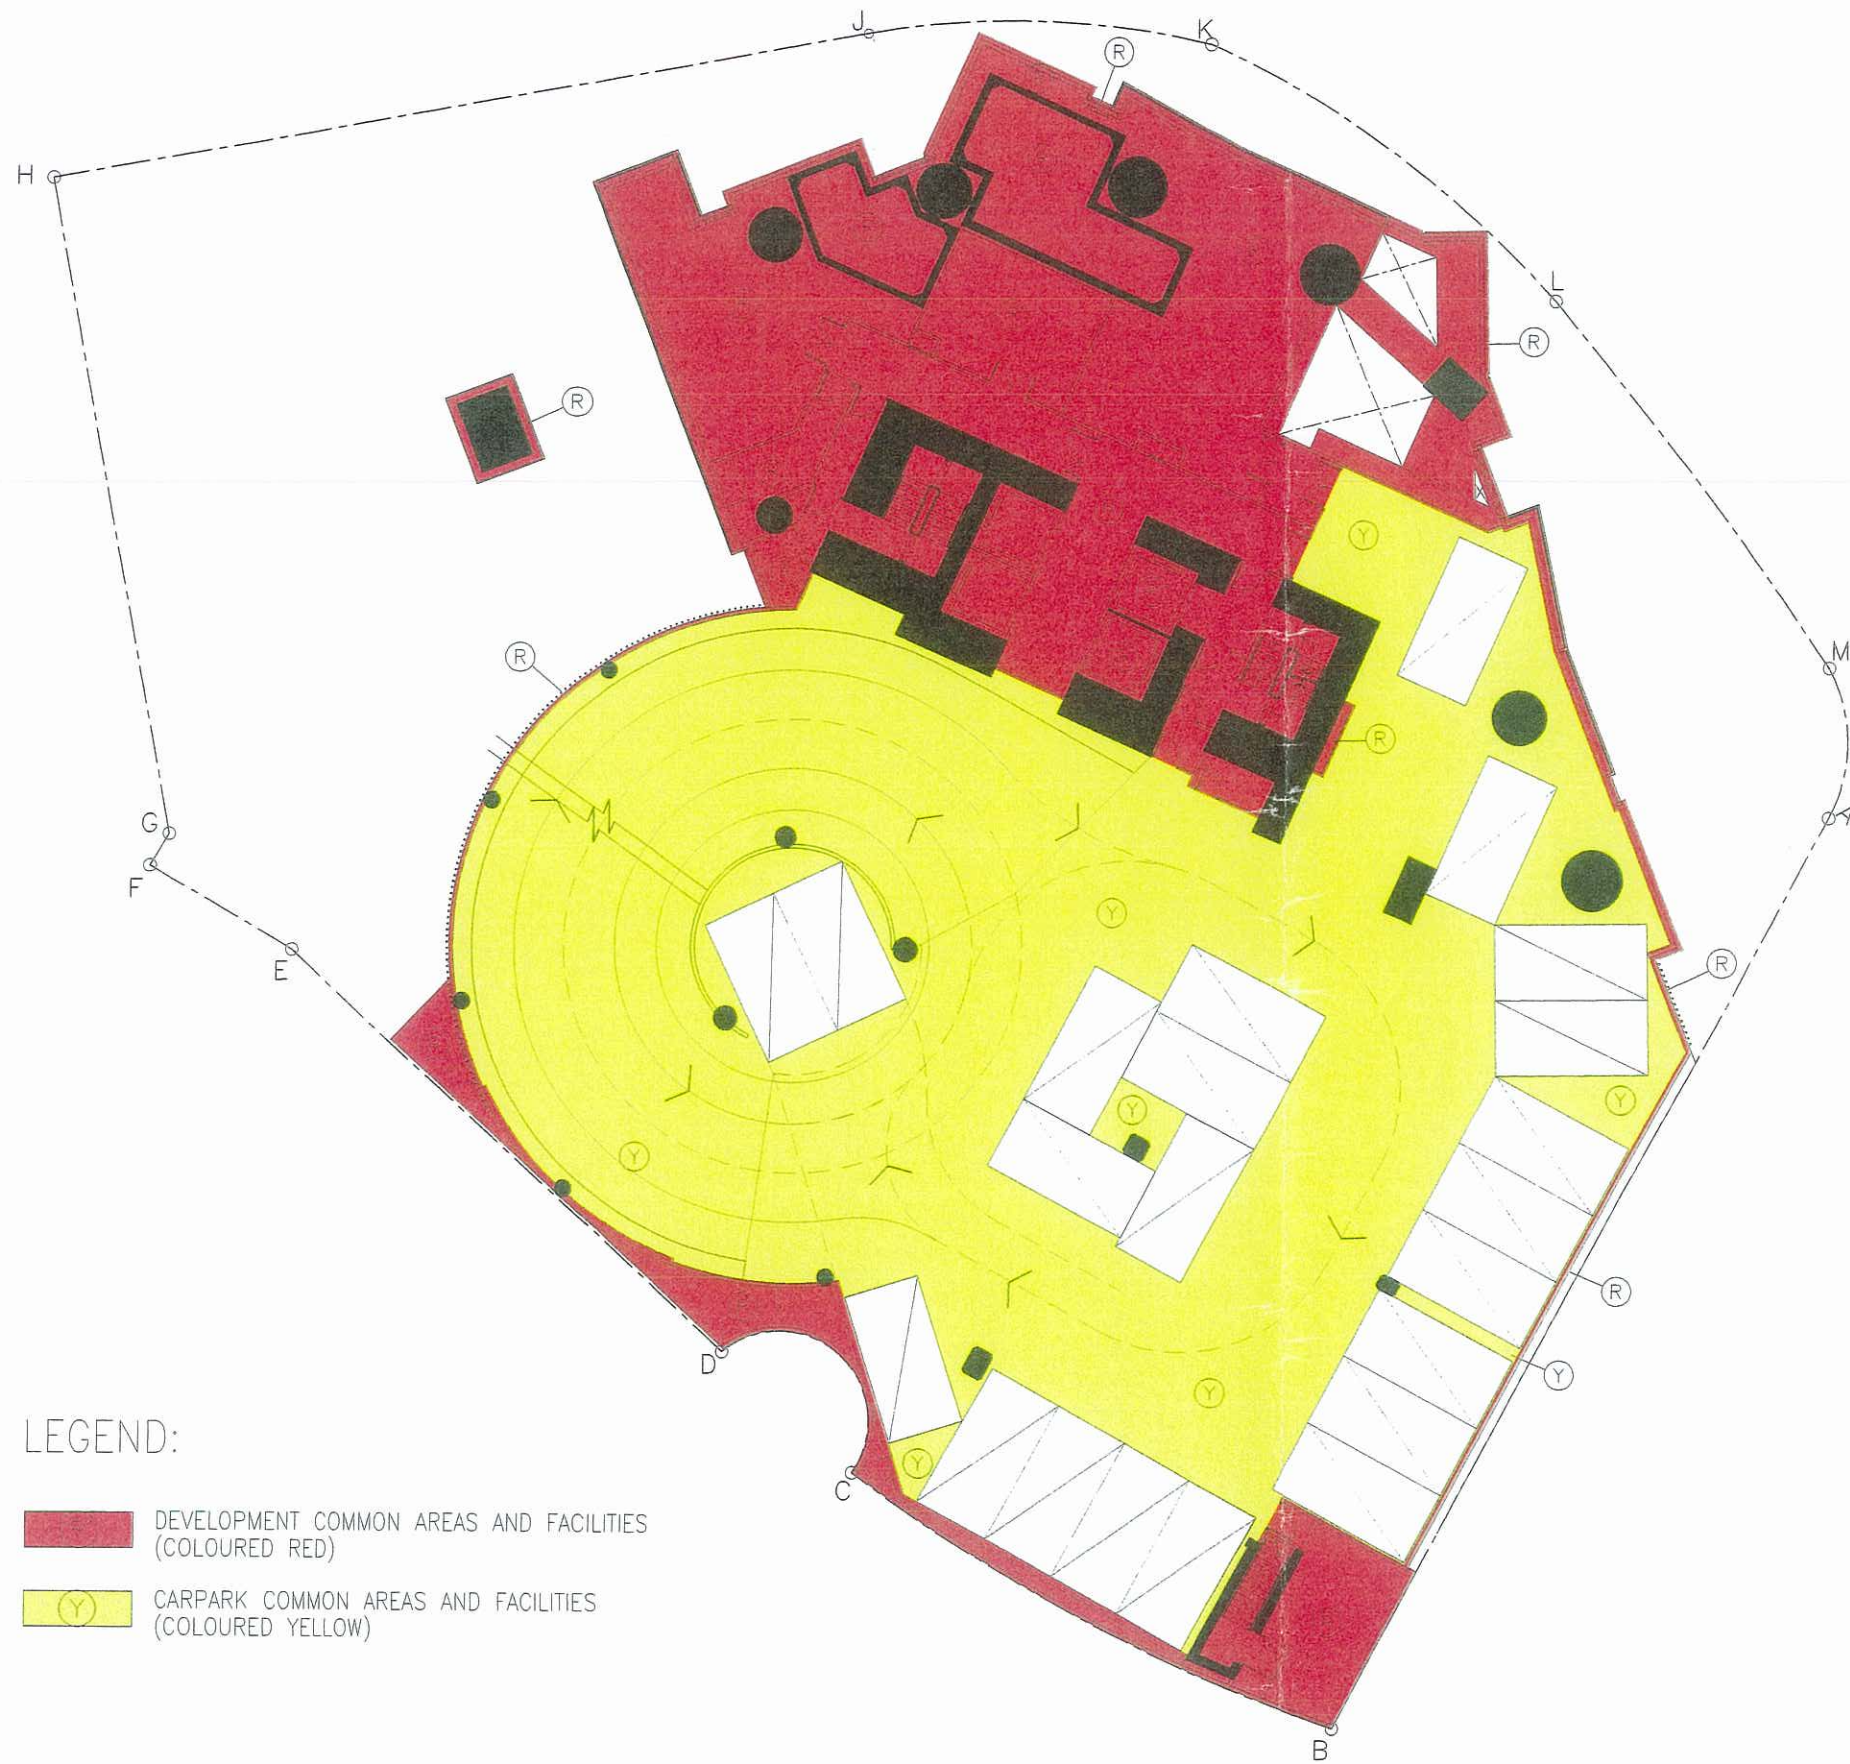 J
K
R
H
L
R
R
Y
R
M
R
A
G
F
Y
E
R
Y
Y
Y
R
Y
Y
D
Y
C
LEGEND:
DEVELOPMENT COMMON AREAS AND FACILITIES
(COLOURED RED)
Y
CARPARK COMMON AREAS AND FACILITIES
(COLOURED YELLOW)
B